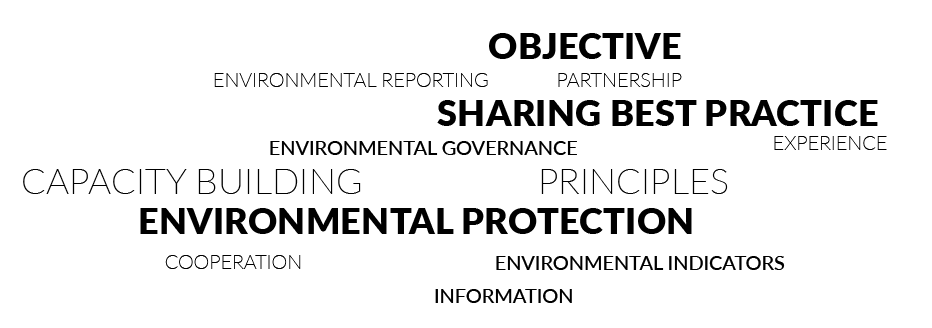 OBJECTIVE
ENVIRONMENTAL REPORTING PARTNERSHIP
SHARING BEST PRACTICE
ENVIRONMENTAL GOVERNANCE EXPERIENCE
CAPACITY BUILDING PRINCIPLES
ENVIRONMENTAL PROTECTION
COOPERATION ENVIRONMENTAL INDICATORS
INFORMATION